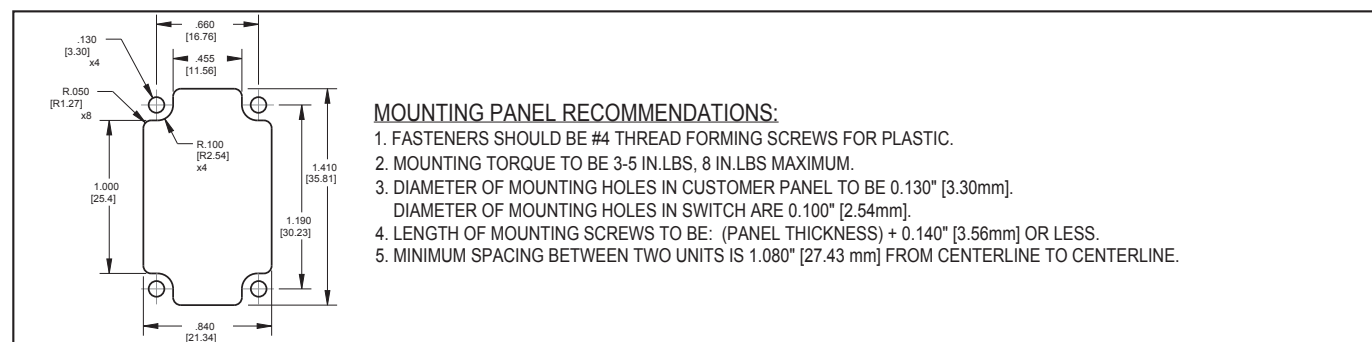 .660
[16.76]
.130
[3.30]
x4
.455
[11.56]
R.050
[R1.27]
x8
R.100
[R2.54]
x4
1.410
[35.81]
1.000
[25.4]
1.190
[30.23]
.840
[21.34]
MOUNTING PANEL RECOMMENDATIONS:
1. FASTENERS SHOULD BE #4 THREAD FORMING SCREWS FOR PLASTIC.
2. MOUNTING TORQUE TO BE 3-5 IN.LBS, 8 IN.LBS MAXIMUM.
3. DIAMETER OF MOUNTING HOLES IN CUSTOMER PANEL TO BE 0.130" [3.30mm].
DIAMETER OF MOUNTING HOLES IN SWITCH ARE 0.100" [2.54mm].
4. LENGTH OF MOUNTING SCREWS TO BE: (PANEL THICKNESS) + 0.140" [3.56mm] OR LESS.
5. MINIMUM SPACING BETWEEN TWO UNITS IS 1.080" [27.43 mm] FROM CENTERLINE TO CENTERLINE.